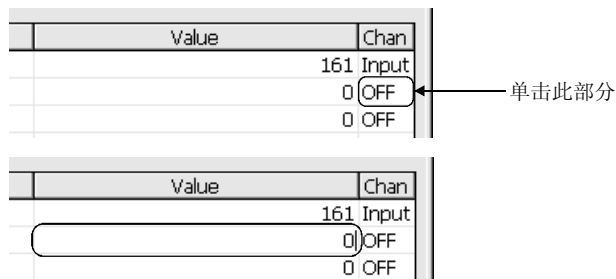 Value Chan
161 Input
0 OFF 单击此部分
0 OFF
Value Chan
161 Input
0 OFF
0 OFF